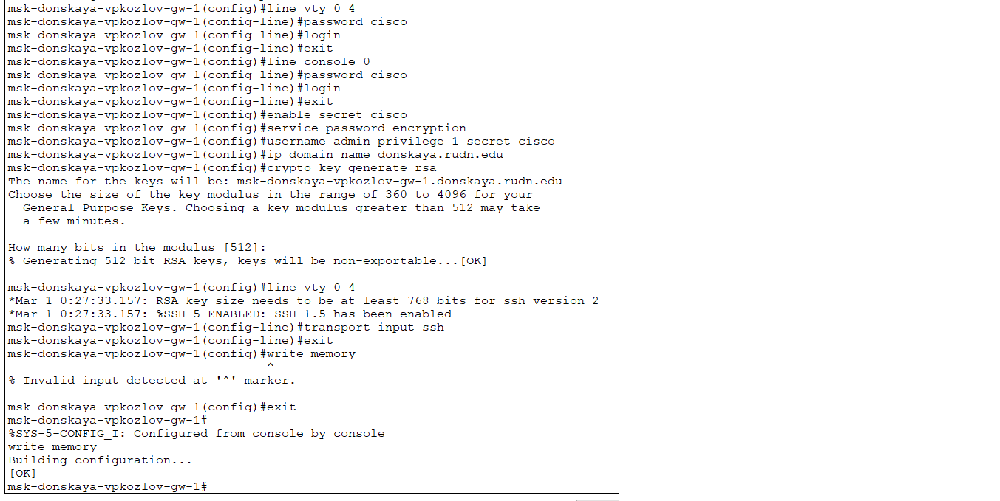 msk-donskaya-vpkozlov-gw-1(config)#line vty 0 4
msk-donskaya-vpkozlov-gw-1(config-line)#password cisco
msk-donskaya-vpkozlov-gw-1(config-line)#login
msk-donskaya-vpkozlov-gw-1(config-line)#exit
msk-donskaya-vpkozlov-gw-1(config)#line console 0
msk-donskaya-vpkozlov-gw-1(config-line)#password cisco
msk-donskaya-vpkozlov-gw-1(config-line)#login
msk-donskaya-vpkozlov-gw-1(config-line)#exit
msk-donskaya-vpkozlov-gw-1(config)#enable secret cisco
msk-donskaya-vpkozlov-gw-1(config)#service password-encryption
msk-donskaya-vpkozlov-gw-1(config)#username admin privilege 1 secret cisco
msk-donskaya-vpkozlov-gw-1(config)#ip domain name donskaya.rudn.edu
msk-donskaya-vpkozlov-gw-1(config)#crypto key generate rsa
The name for the keys will be: msk-donskaya-vpkozlov-gw-1.donskaya.rudn.edu
Choose the size of the key modulus in the range of 360 to 4096 for your
General Purpose Keys. Choosing a key modulus greater than 512 may take
a few minutes.
How many bits in the modulus [512]:
% Generating 512 bit RSA keys, keys will be non-exportable...[OK]
msk-donskaya-vpkozlov-gw-1(config)#line vty 0 4
*Mar 1 0:27:33.157: RSA key size needs to be at least 768 bits for ssh version 2
*Mar 1 0:27:33.157: %SSH-5-ENABLED: SSH 1.5 has been enabled
msk-donskaya-vpkozlov-gw-1(config-line)#transport input ssh
msk-donskaya-vpkozlov-gw-1(config-line)#exit
msk-donskaya-vpkozlov-gw-1(config)#write memory
^
% Invalid input detected at '^' marker.
msk-donskaya-vpkozlov-gw-1(config)#exit
msk-donskaya-vpkozlov-gw-1#
%SYS-5-CONFIG_I: Configured from console by console
write memory
Building configuration...
[OK]
msk-donskaya-vpkozlov-gw-1#